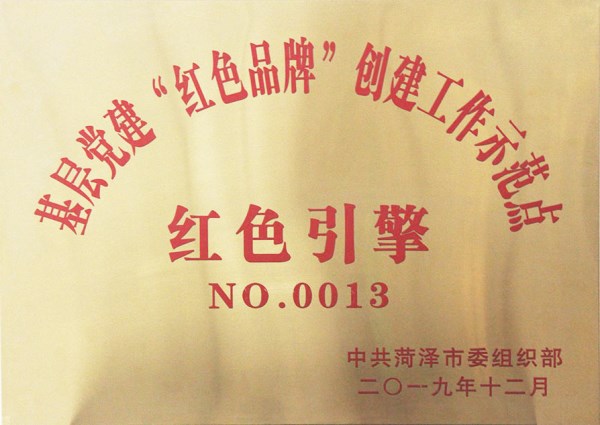 基层党建“红色品牌”创建工作示范点
红色引擎
NO.0013
中共菏泽市委组织部
二〇一九年十二月